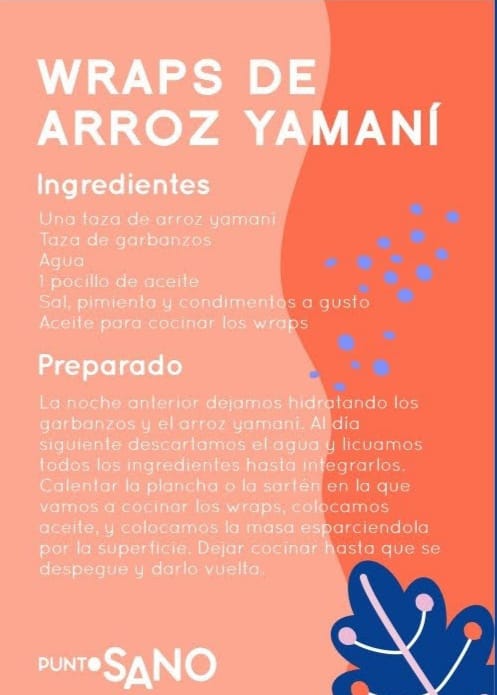 WRAPS DE
ARROZ YAMANÍ
Ingredientes
Una taza de arroz yamaní
Taza de garbanzos
Agua
1 pocillo de aceite
Sal, pimienta y condimentos a gusto
Aceite para cocinar los wraps
Preparado
La noche anterior dejamos hidratando los
garbanzos y el arroz yamaní. Al día
siguiente descartamos el agua y licuamos
todos los ingredientes hasta integrarlos.
Calentar la plancha o la sartén en la que
vamos a cocinar los wraps, colocamos
aceite, y colocamos la masa esparciendola
por la superficie. Dejar cocinar hasta que se
despegue y darlo vuelta.
PUNTO SANO